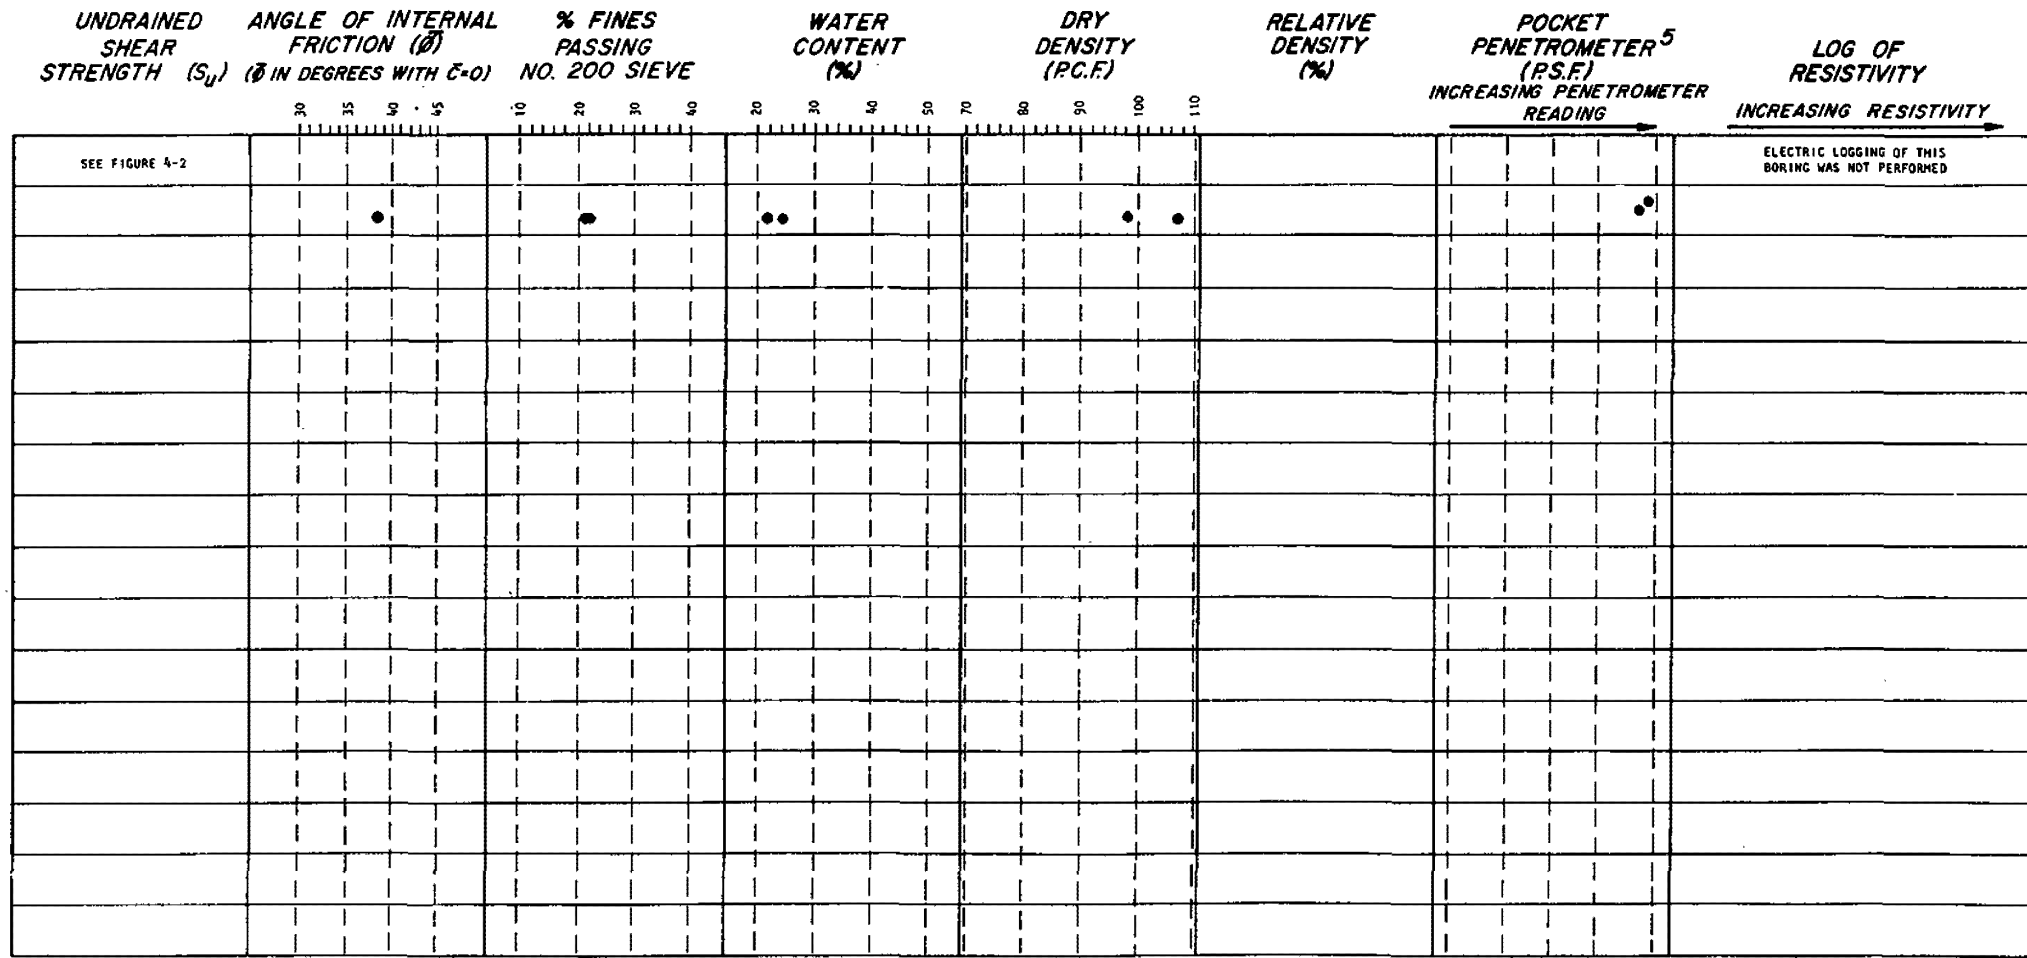 UNDRAINED
SHEAR
STRENGTH (Su)
ANGLE OF INTERNAL
FRICTION (ϕ̄)
(ϕ̄ IN DEGREES WITH C̄=0)
% FINES
PASSING
NO. 200 SIEVE
WATER
CONTENT
(%)
DRY
DENSITY
(P.C.F.)
RELATIVE
DENSITY
(%)
POCKET
PENETROMETER 5
(P.S.F.)
INCREASING PENETROMETER
READING
LOG OF
RESISTIVITY
INCREASING RESISTIVITY
30 35 40 45
10 20 30 40
20 30 40 50
70 80 90 100 110
SEE FIGURE 4-2
ELECTRIC LOGGING OF THIS
BORING WAS NOT PERFORMED